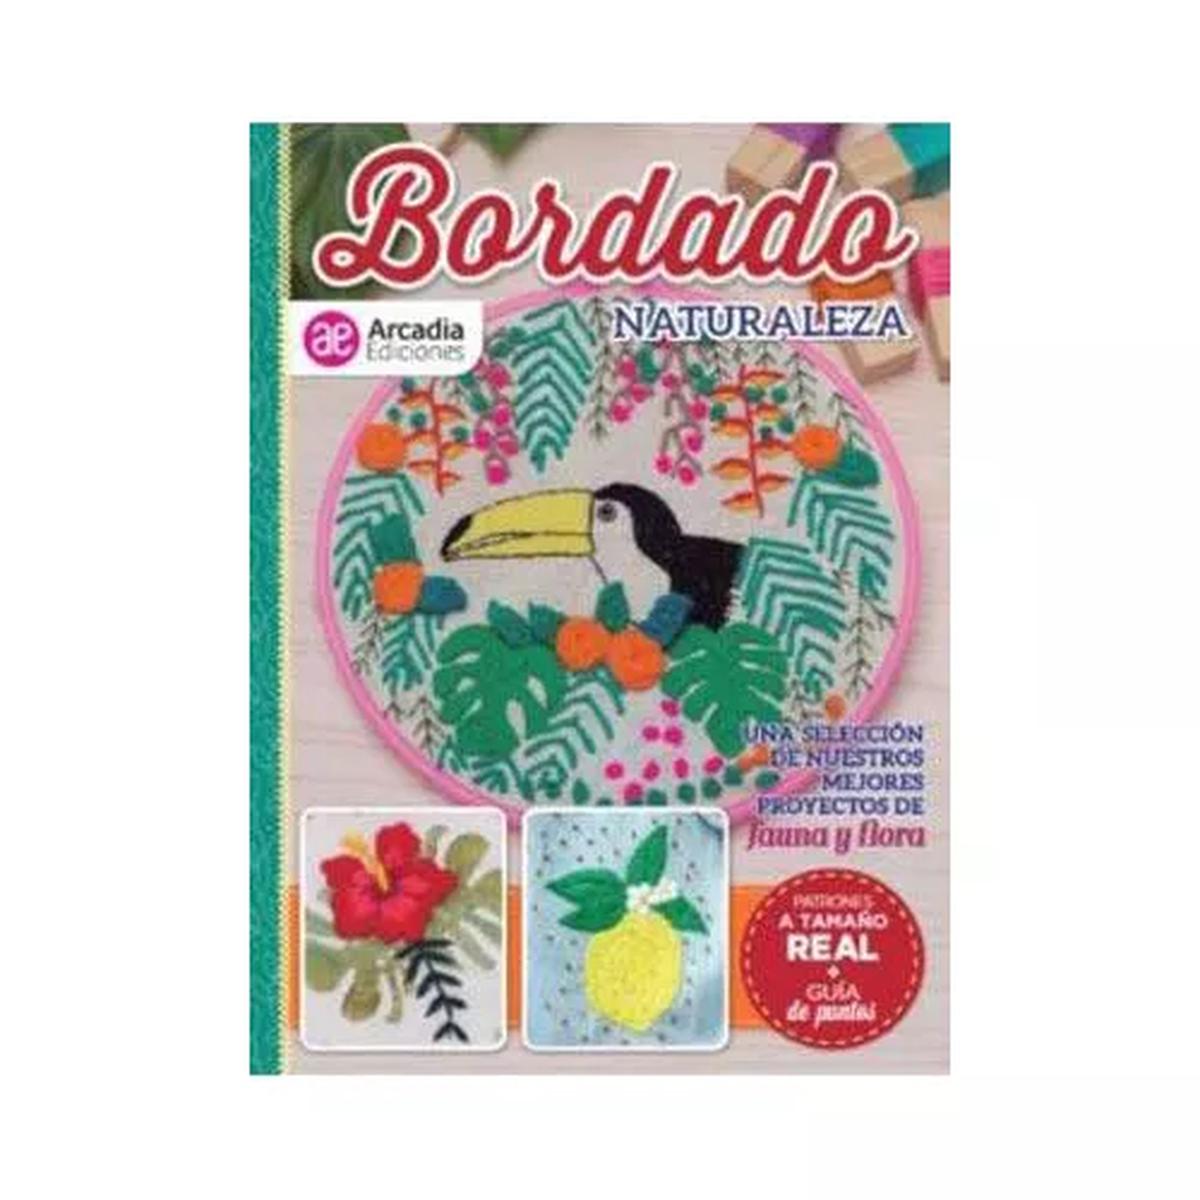 Bordado
NATURALEZA
ae Arcadia
Ediciones
UNA SELECCIÓN
DE NUESTROS
MEJORES
PROYECTOS DE
fauna y flora
PATRONES
A TAMAÑO
REAL
+
GUÍA
de puntos